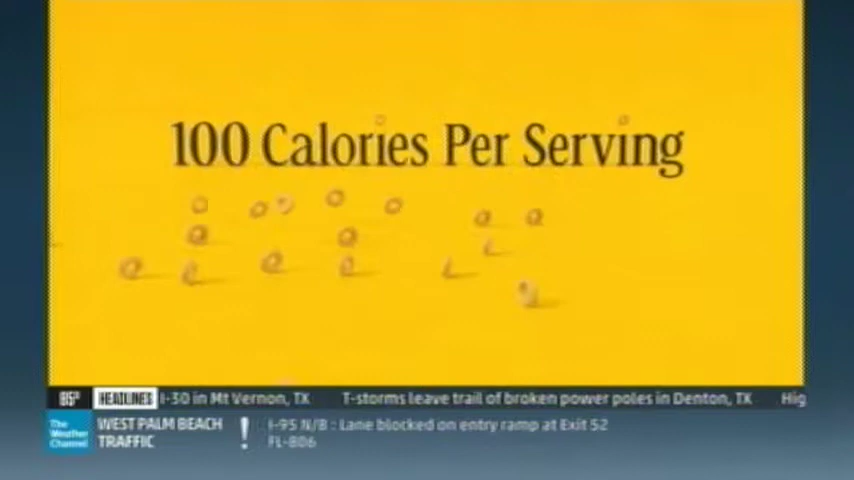 100 Calories Per Serving
85° HEADLINES I-30 in Mt Vernon, TX T-storms leave trail of broken power poles in Denton, TX Hig
The Weather Channel
WEST PALM BEACH TRAFFIC
! I-95 N/B : Lane blocked on entry ramp at Exit 52
FL-806